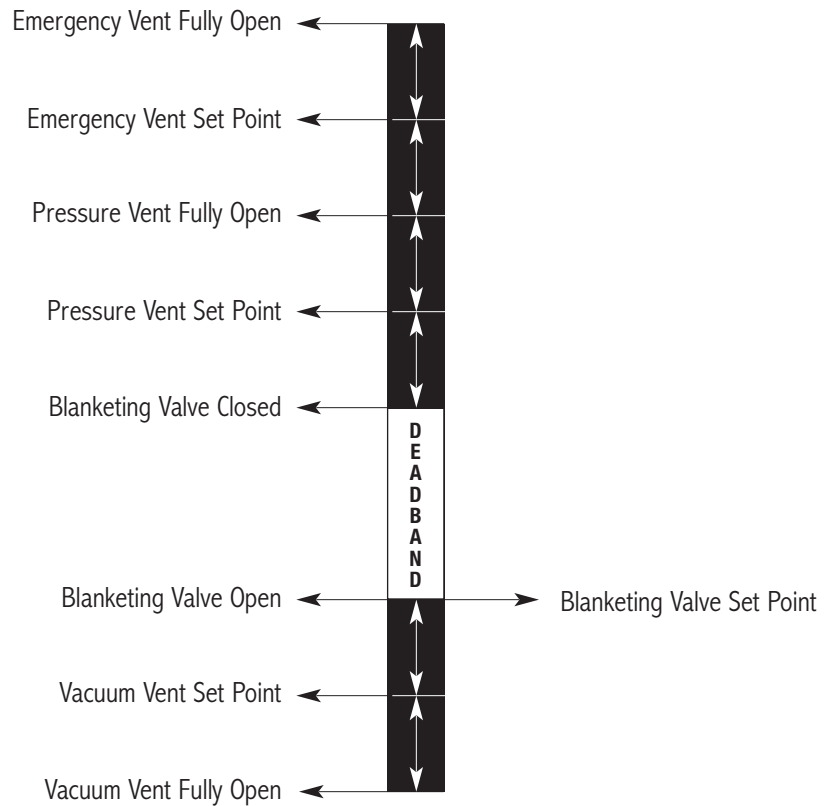 Emergency Vent Fully Open
Emergency Vent Set Point
Pressure Vent Fully Open
Pressure Vent Set Point
Blanketing Valve Closed
DEADBAND
Blanketing Valve Open
Blanketing Valve Set Point
Vacuum Vent Set Point
Vacuum Vent Fully Open